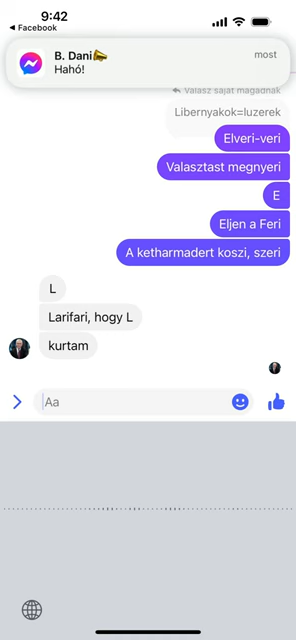 9:42
Facebook
B. Dani
most
Hahó!
Válasz saját magadnak
Libernyakok=luzerek
Elveri-veri
Valasztast megnyeri
E
Eljen a Feri
A ketharmadert koszi, szeri
L
Larifari, hogy L
kurtam
Aa